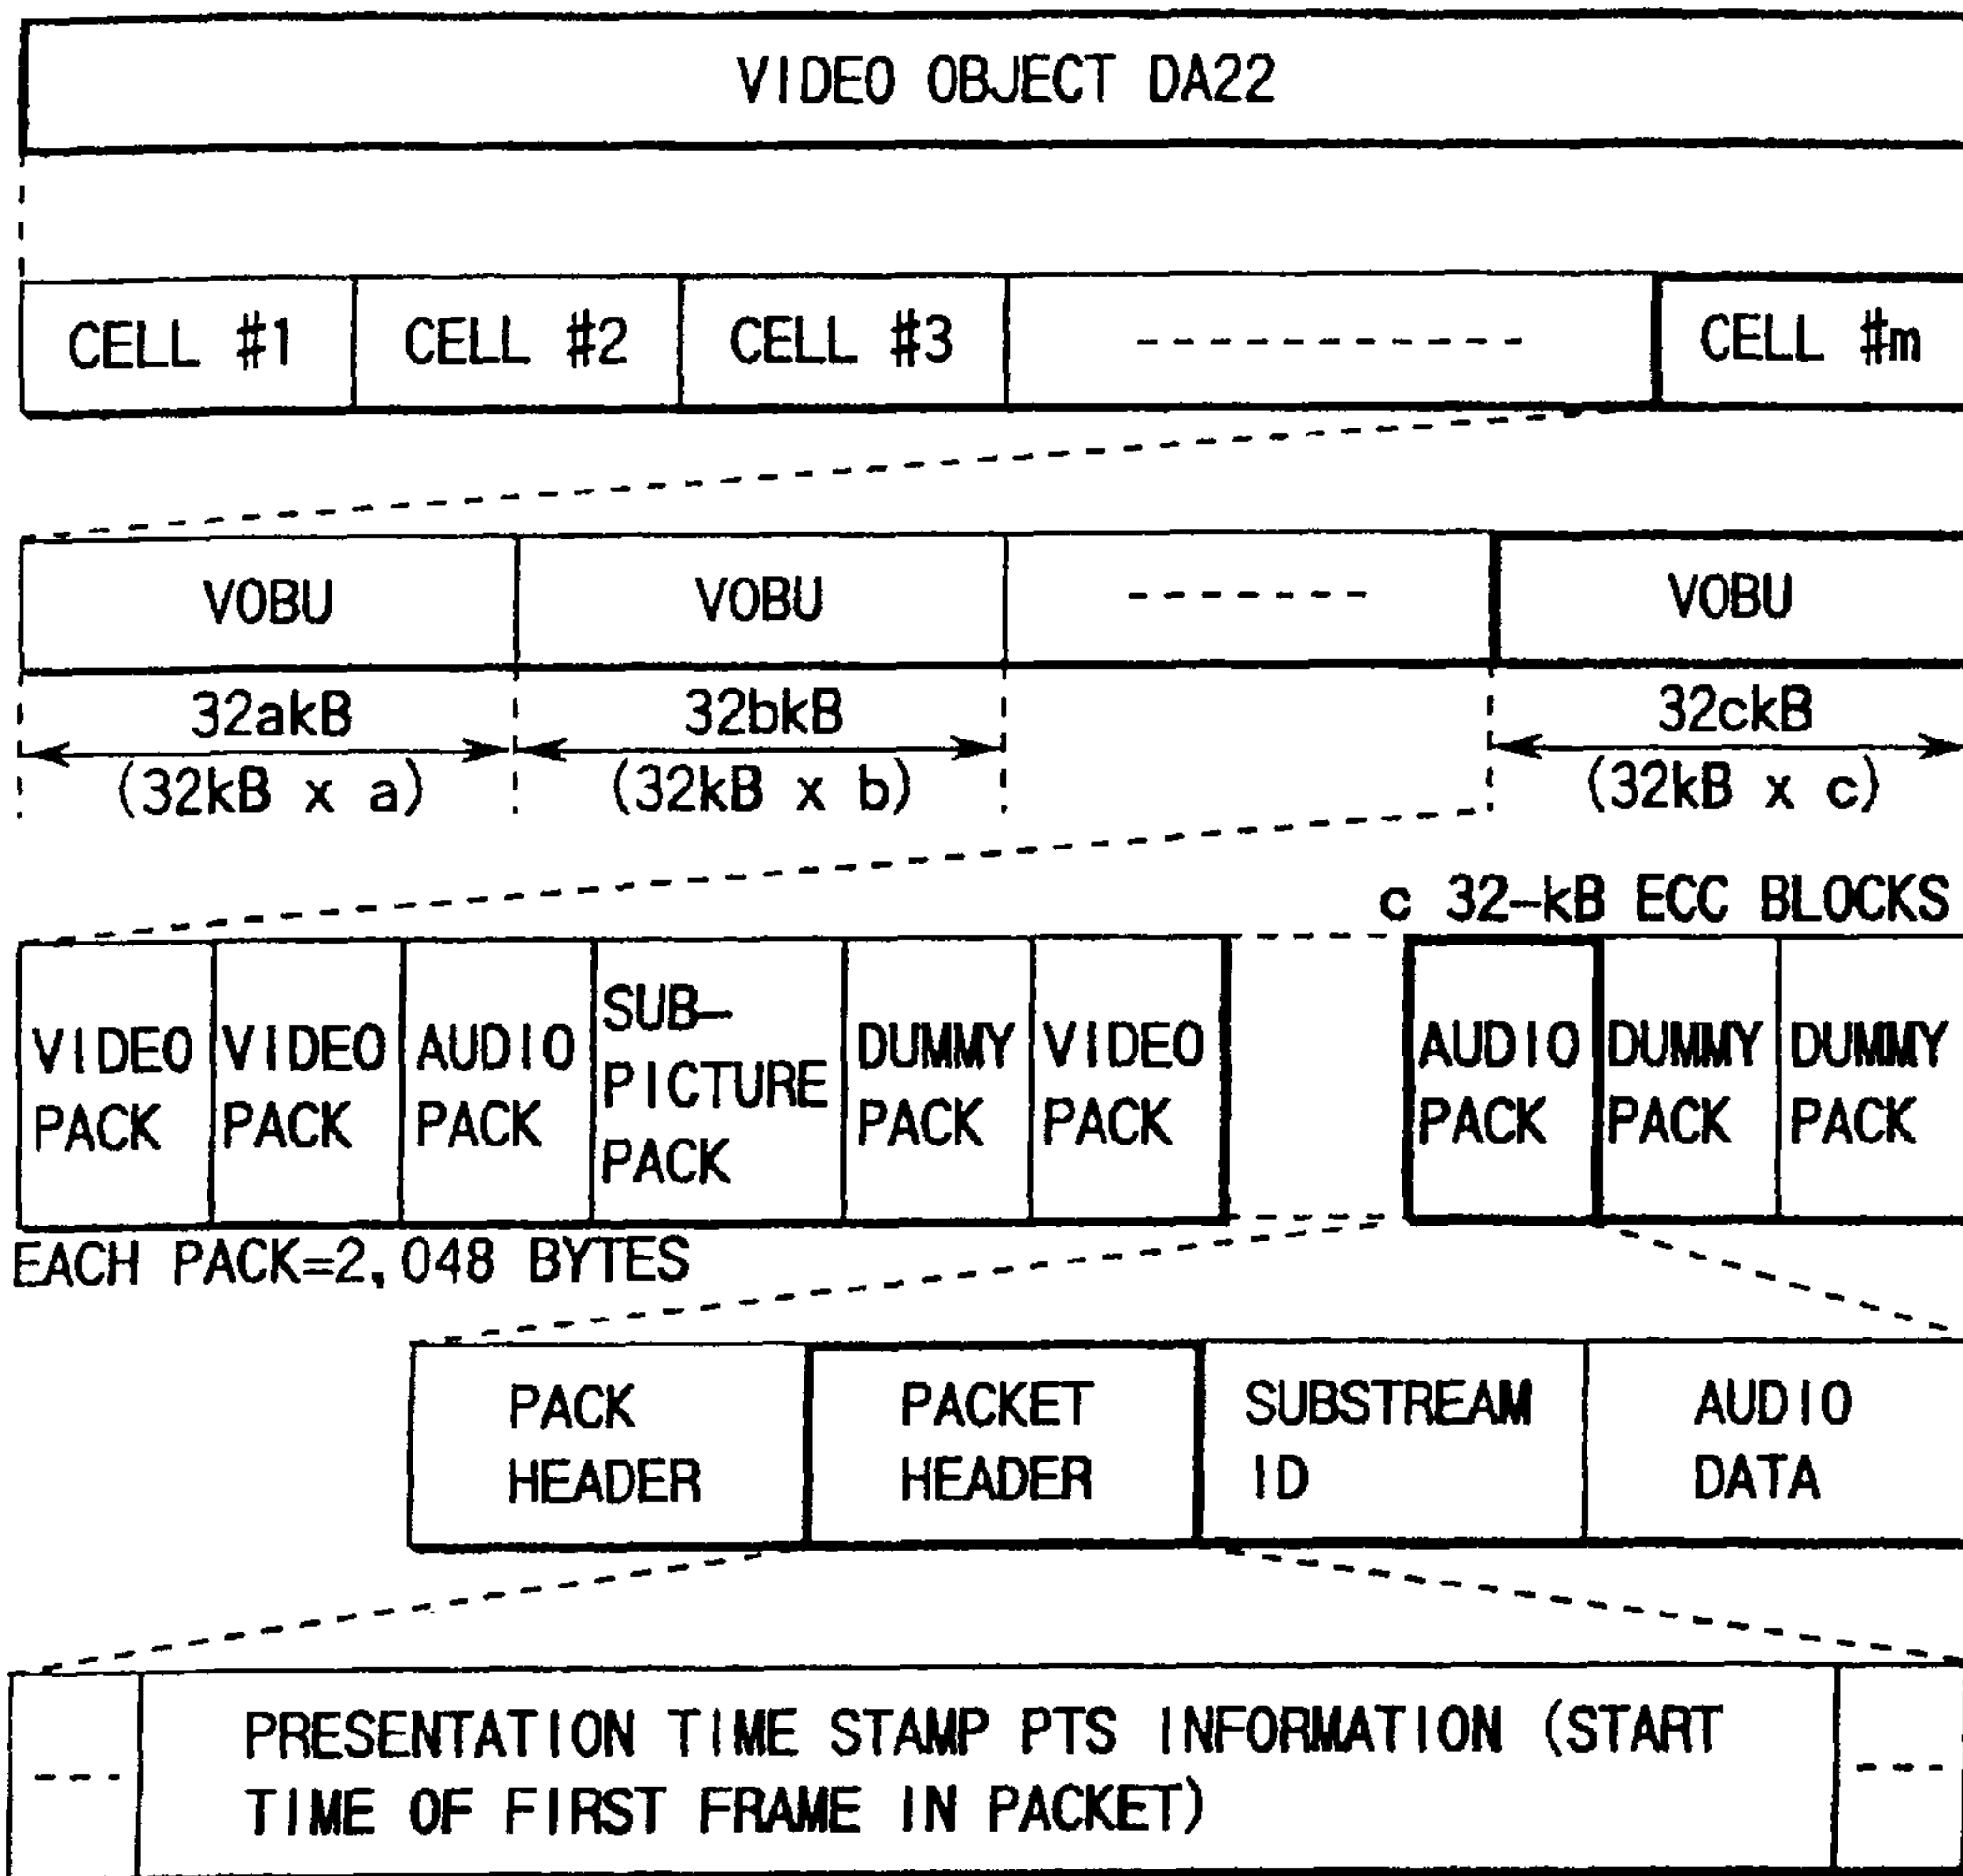 VIDEO OBJECT DA22
CELL #1 CELL #2 CELL #3 ------------ CELL #m
VOBU VOBU ------- VOBU
32akB 32bkB 32ckB
(32kB x a) (32kB x b) (32kB x c)
c 32-kB ECC BLOCKS
VIDEO PACK
VIDEO PACK
AUDIO PACK
SUB-
PICTURE
PACK
DUMMY PACK
VIDEO PACK
AUDIO PACK
DUMMY PACK
DUMMY PACK
EACH PACK=2,048 BYTES
PACK
HEADER
PACKET
HEADER
SUBSTREAM
ID
AUDIO
DATA
--- PRESENTATION TIME STAMP PTS INFORMATION (START ---
TIME OF FIRST FRAME IN PACKET)